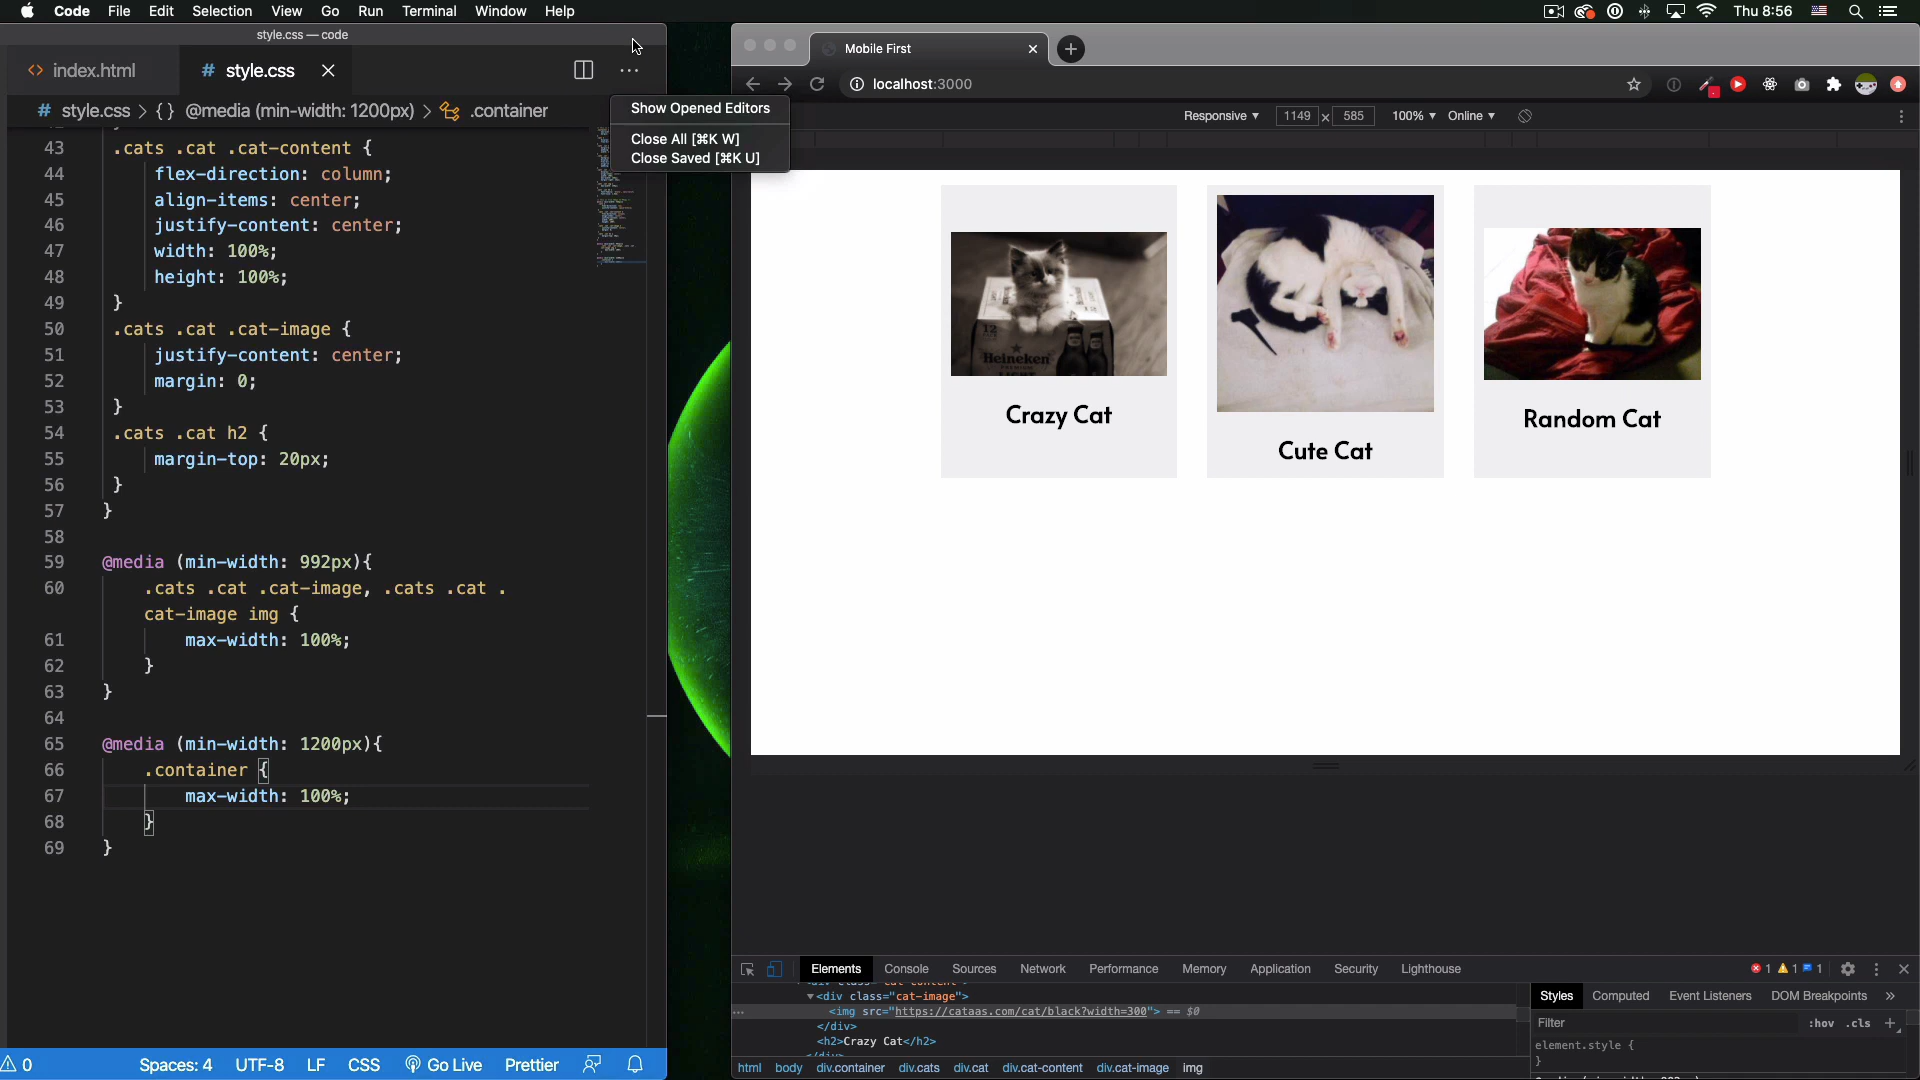 Code File Edit Selection View Go Run Terminal Window Help
Thu 8:56
style.css — code
index.html
# style.css
# style.css > {} @media (min-width: 1200px) > .container
Show Opened Editors
Close All [⌘K W]
Close Saved [⌘K U]
43 .cats .cat .cat-content {
44 flex-direction: column;
45 align-items: center;
46 justify-content: center;
47 width: 100%;
48 height: 100%;
49 }
50 .cats .cat .cat-image {
51 justify-content: center;
52 margin: 0;
53 }
54 .cats .cat h2 {
55 margin-top: 20px;
56 }
57 }
58
59 @media (min-width: 992px){
60 .cats .cat .cat-image, .cats .cat .
cat-image img {
61 max-width: 100%;
62 }
63 }
64
65 @media (min-width: 1200px){
66 .container {
67 max-width: 100%;
68 }
69 }
0 Spaces: 4 UTF-8 LF CSS Go Live Prettier
Mobile First
localhost:3000
Responsive 1149 × 585 100% Online
12
Heineken
Crazy Cat
Cute Cat
Random Cat
Elements Console Sources Network Performance Memory Application Security Lighthouse
1 1 1
<div class="cat-image">
<img src="https://cataas.com/cat/black?width=300"> == $0
</div>
<h2>Crazy Cat</h2>
html body div.container div.cats div.cat div.cat-content div.cat-image img
Styles Computed Event Listeners DOM Breakpoints »
Filter :hov .cls +
element.style {
}